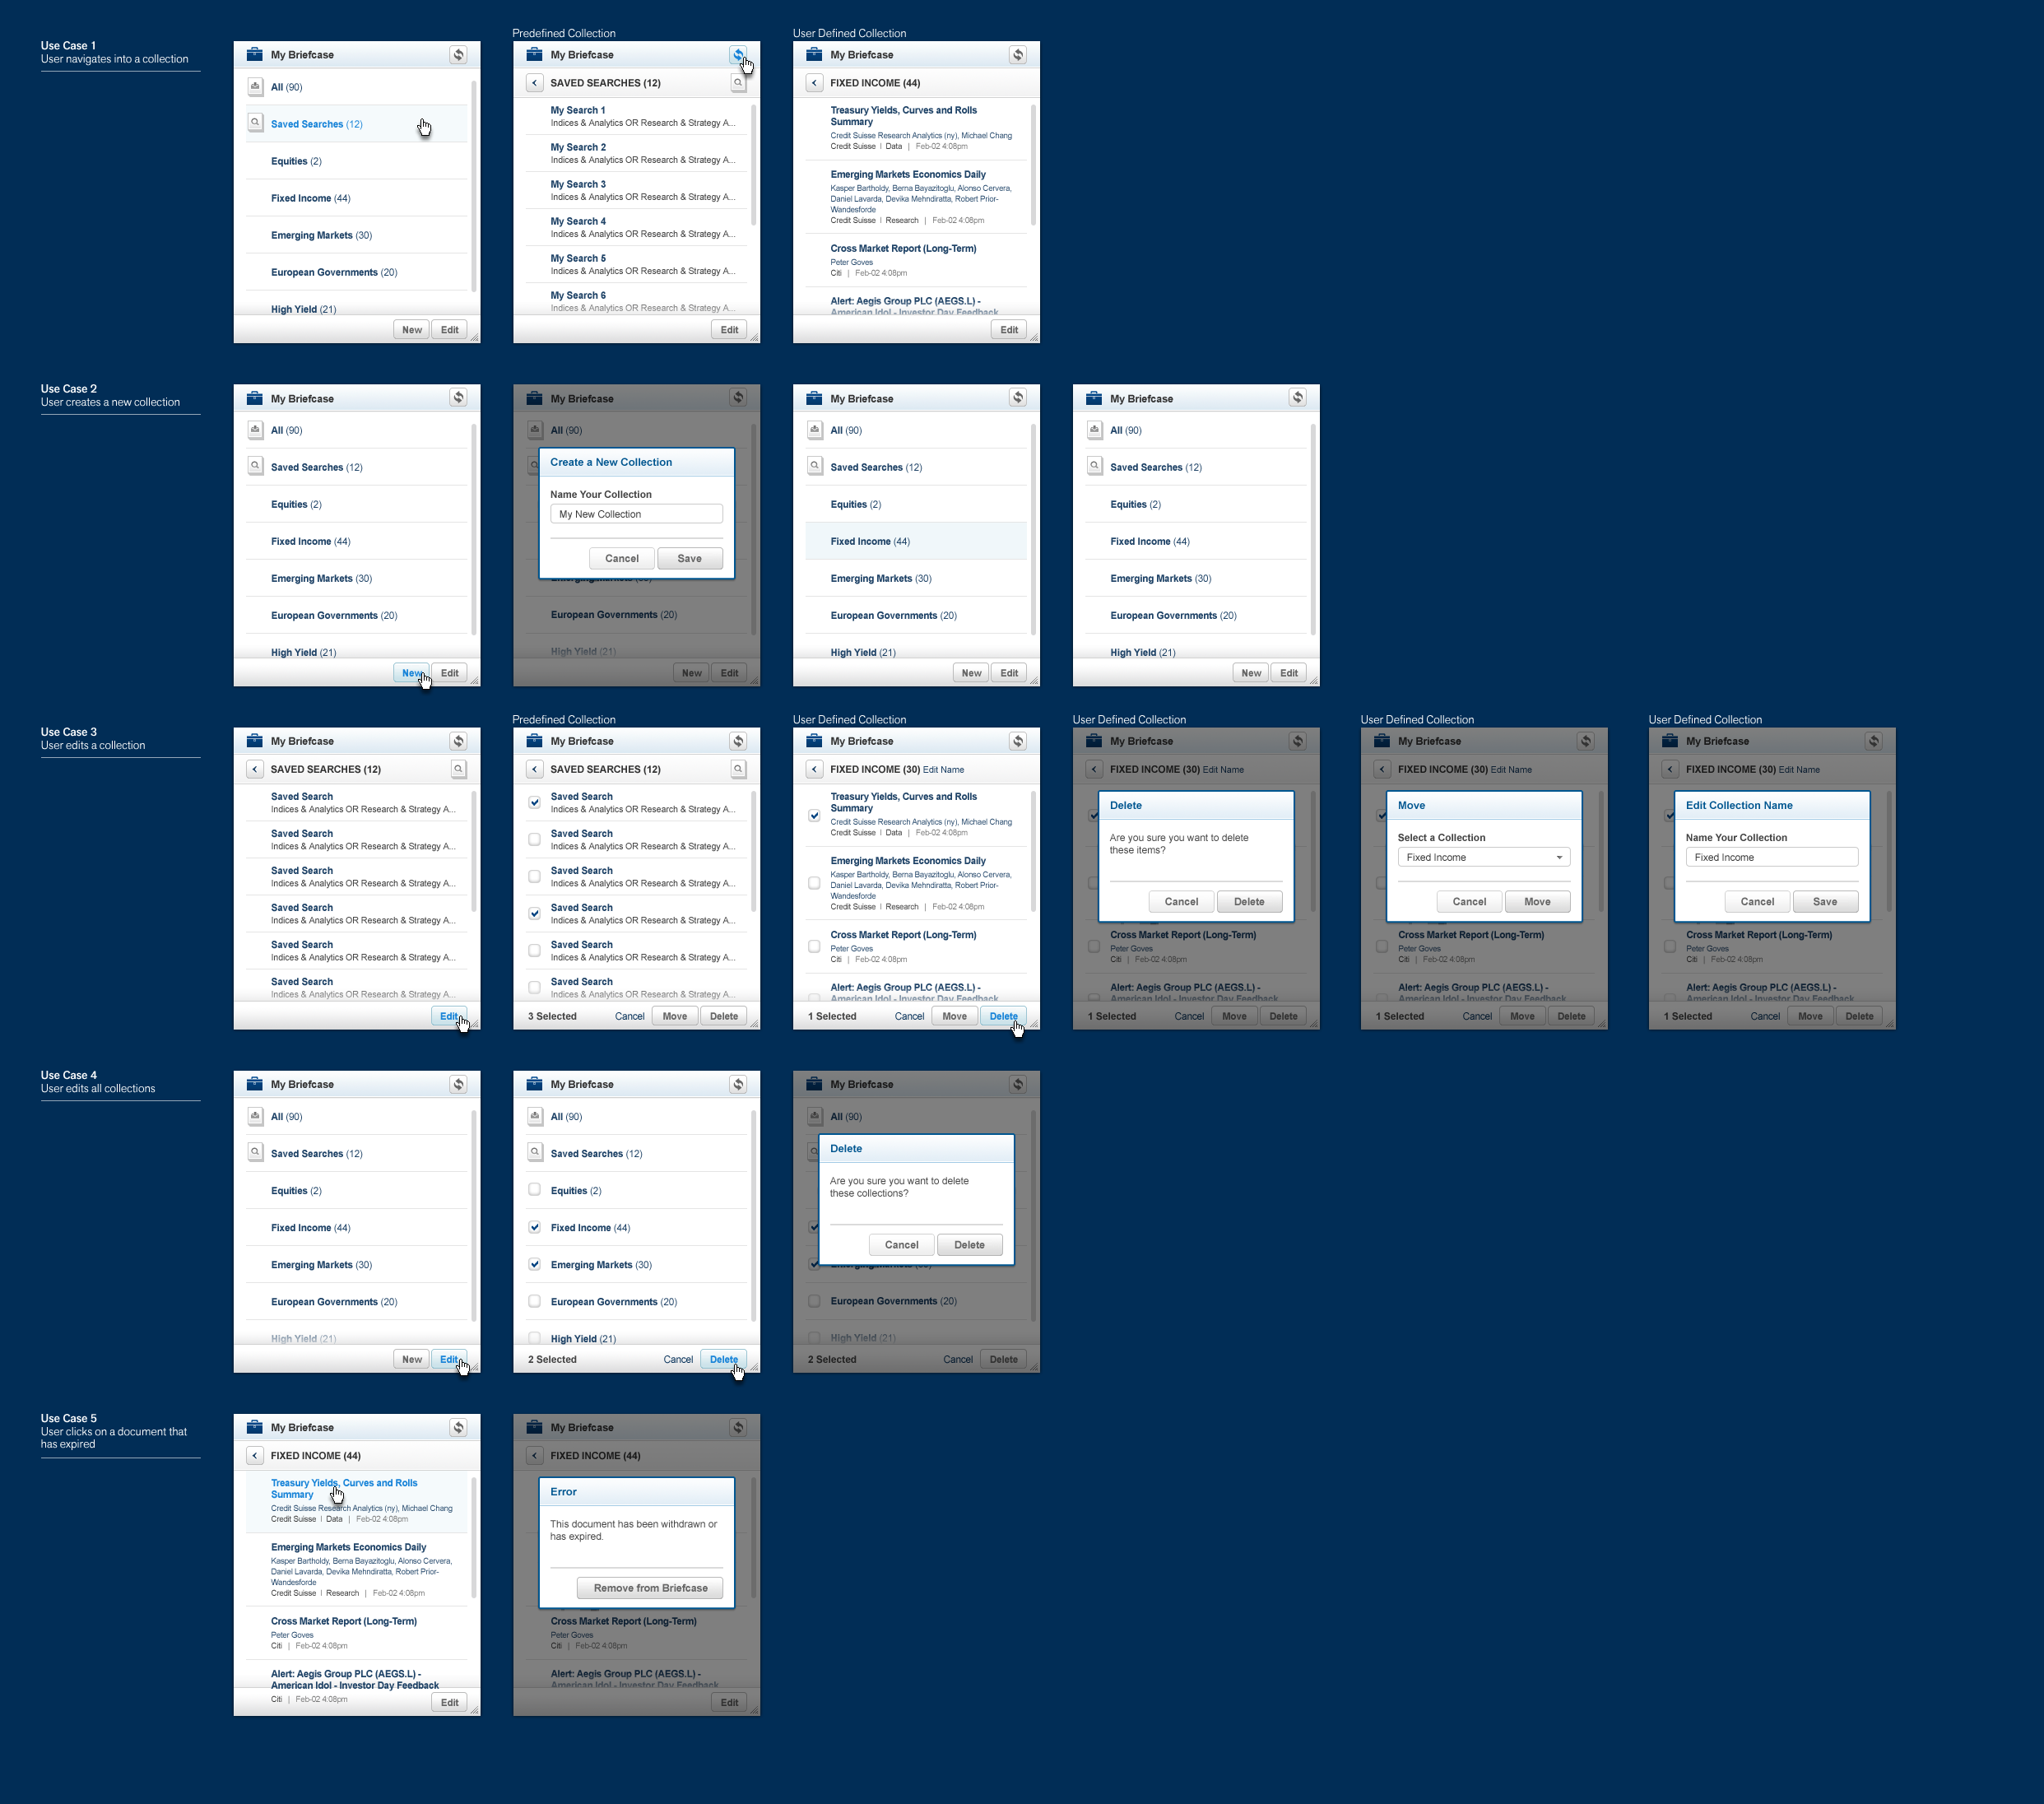 Use Case 1
User navigates into a collection
My Briefcase
All (90)
Saved Searches (12)
Equities (2)
Fixed Income (44)
Emerging Markets (30)
European Governments (20)
High Yield (21)
New
Edit
Predefined Collection
My Briefcase
SAVED SEARCHES (12)
My Search 1
Indices & Analytics OR Research & Strategy A...
My Search 2
Indices & Analytics OR Research & Strategy A...
My Search 3
Indices & Analytics OR Research & Strategy A...
My Search 4
Indices & Analytics OR Research & Strategy A...
My Search 5
Indices & Analytics OR Research & Strategy A...
My Search 6
Indices & Analytics OR Research & Strategy A...
Edit
User Defined Collection
My Briefcase
FIXED INCOME (44)
Treasury Yields, Curves and Rolls
Summary
Credit Suisse Research Analytics (ny), Michael Chang
Credit Suisse | Data | Feb-02 4:08pm
Emerging Markets Economics Daily
Kasper Bartholdy, Berna Bayazitoglu, Alonso Cervera,
Daniel Lavarda, Devika Mehndiratta, Robert Prior-
Wandesforde
Credit Suisse | Research | Feb-02 4:08pm
Cross Market Report (Long-Term)
Peter Goves
Citi | Feb-02 4:08pm
Alert: Aegis Group PLC (AEGS.L) -
American Idol - Investor Day Feedback
Edit
Use Case 2
User creates a new collection
My Briefcase
All (90)
Saved Searches (12)
Equities (2)
Fixed Income (44)
Emerging Markets (30)
European Governments (20)
High Yield (21)
New
Edit
My Briefcase
All (90)
Create a New Collection
Name Your Collection
My New Collection
Cancel
Save
European Governments (20)
High Yield (21)
New
Edit
My Briefcase
All (90)
Saved Searches (12)
Equities (2)
Fixed Income (44)
Emerging Markets (30)
European Governments (20)
High Yield (21)
New
Edit
My Briefcase
All (90)
Saved Searches (12)
Equities (2)
Fixed Income (44)
Emerging Markets (30)
European Governments (20)
High Yield (21)
New
Edit
Use Case 3
User edits a collection
My Briefcase
SAVED SEARCHES (12)
Saved Search
Indices & Analytics OR Research & Strategy A...
Saved Search
Indices & Analytics OR Research & Strategy A...
Saved Search
Indices & Analytics OR Research & Strategy A...
Saved Search
Indices & Analytics OR Research & Strategy A...
Saved Search
Indices & Analytics OR Research & Strategy A...
Saved Search
Indices & Analytics OR Research & Strategy A...
Edit
Predefined Collection
My Briefcase
SAVED SEARCHES (12)
Saved Search
Indices & Analytics OR Research & Strategy A...
Saved Search
Indices & Analytics OR Research & Strategy A...
Saved Search
Indices & Analytics OR Research & Strategy A...
Saved Search
Indices & Analytics OR Research & Strategy A...
Saved Search
Indices & Analytics OR Research & Strategy A...
Saved Search
Indices & Analytics OR Research & Strategy A...
3 Selected
Cancel
Move
Delete
User Defined Collection
My Briefcase
FIXED INCOME (30) Edit Name
Treasury Yields, Curves and Rolls
Summary
Credit Suisse Research Analytics (ny), Michael Chang
Credit Suisse | Data | Feb-02 4:08pm
Emerging Markets Economics Daily
Kasper Bartholdy, Berna Bayazitoglu, Alonso Cervera,
Daniel Lavarda, Devika Mehndiratta, Robert Prior-
Wandesforde
Credit Suisse | Research | Feb-02 4:08pm
Cross Market Report (Long-Term)
Peter Goves
Citi | Feb-02 4:08pm
Alert: Aegis Group PLC (AEGS.L) -
American Idol - Investor Day Feedback
1 Selected
Cancel
Move
Delete
User Defined Collection
My Briefcase
FIXED INCOME (30) Edit Name
Delete
Are you sure you want to delete
these items?
Cancel
Delete
Cross Market Report (Long-Term)
Peter Goves
Citi | Feb-02 4:08pm
Alert: Aegis Group PLC (AEGS.L) -
American Idol - Investor Day Feedback
1 Selected
Cancel
Move
Delete
User Defined Collection
My Briefcase
FIXED INCOME (30) Edit Name
Move
Select a Collection
Fixed Income
Cancel
Move
Cross Market Report (Long-Term)
Peter Goves
Citi | Feb-02 4:08pm
Alert: Aegis Group PLC (AEGS.L) -
American Idol - Investor Day Feedback
1 Selected
Cancel
Move
Delete
User Defined Collection
My Briefcase
FIXED INCOME (30) Edit Name
Edit Collection Name
Name Your Collection
Fixed Income
Cancel
Save
Cross Market Report (Long-Term)
Peter Goves
Citi | Feb-02 4:08pm
Alert: Aegis Group PLC (AEGS.L) -
American Idol - Investor Day Feedback
1 Selected
Cancel
Move
Delete
Use Case 4
User edits all collections
My Briefcase
All (90)
Saved Searches (12)
Equities (2)
Fixed Income (44)
Emerging Markets (30)
European Governments (20)
High Yield (21)
New
Edit
My Briefcase
All (90)
Saved Searches (12)
Equities (2)
Fixed Income (44)
Emerging Markets (30)
European Governments (20)
High Yield (21)
2 Selected
Cancel
Delete
My Briefcase
All (90)
Delete
Are you sure you want to delete
these collections?
Cancel
Delete
European Governments (20)
High Yield (21)
2 Selected
Cancel
Delete
Use Case 5
User clicks on a document that
has expired
My Briefcase
FIXED INCOME (44)
Treasury Yields, Curves and Rolls
Summary
Credit Suisse Research Analytics (ny), Michael Chang
Credit Suisse | Data | Feb-02 4:08pm
Emerging Markets Economics Daily
Kasper Bartholdy, Berna Bayazitoglu, Alonso Cervera,
Daniel Lavarda, Devika Mehndiratta, Robert Prior-
Wandesforde
Credit Suisse | Research | Feb-02 4:08pm
Cross Market Report (Long-Term)
Peter Goves
Citi | Feb-02 4:08pm
Alert: Aegis Group PLC (AEGS.L) -
American Idol - Investor Day Feedback
Citi | Feb-02 4:08pm
Edit
My Briefcase
FIXED INCOME (44)
Error
This document has been withdrawn or
has expired.
Remove from Briefcase
Cross Market Report (Long-Term)
Peter Goves
Citi | Feb-02 4:08pm
Alert: Aegis Group PLC (AEGS.L) -
American Idol - Investor Day Feedback
Edit